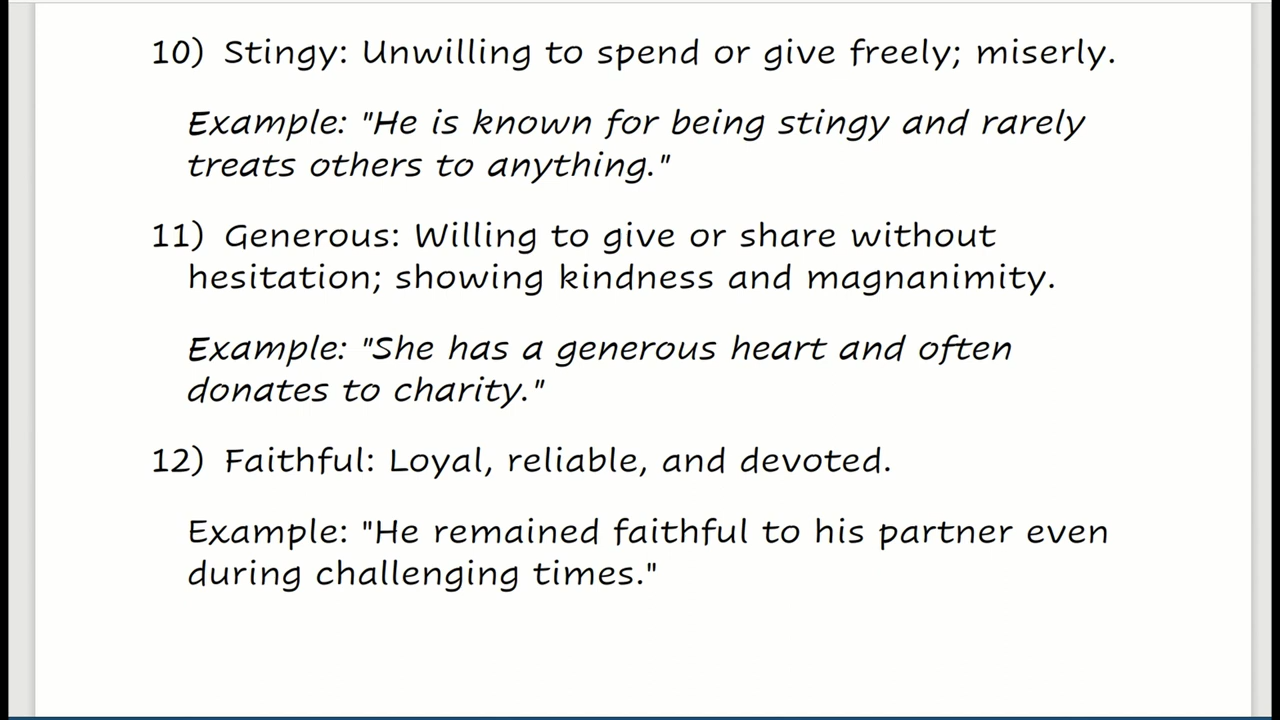 10) Stingy: Unwilling to spend or give freely; miserly.
Example: "He is known for being stingy and rarely
treats others to anything."
11) Generous: Willing to give or share without
hesitation; showing kindness and magnanimity.
Example: "She has a generous heart and often
donates to charity."
12) Faithful: Loyal, reliable, and devoted.
Example: "He remained faithful to his partner even
during challenging times."